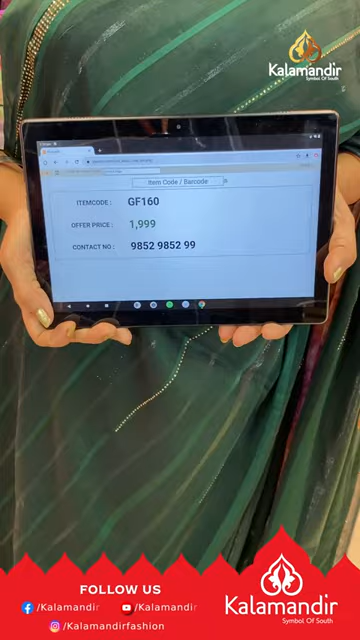 Kalamandir
Symbol Of South
Item Code / Barcode
ITEMCODE : GF160
OFFER PRICE : 1,999
CONTACT NO : 9852 9852 99
FOLLOW US
/Kalamandir /Kalamandir
/Kalamandirfashion
Kalamandir
Symbol Of South